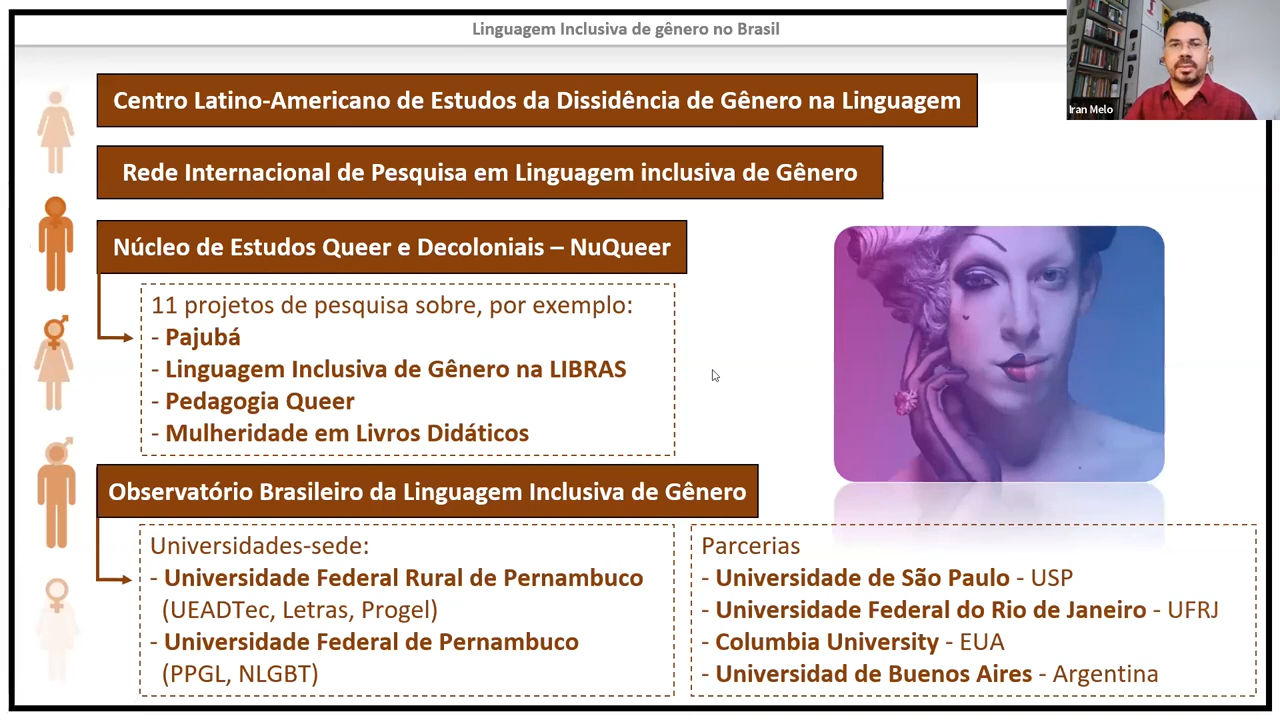 Linguagem Inclusiva de gênero no Brasil
Iran Melo
Centro Latino-Americano de Estudos da Dissidência de Gênero na Linguagem
Rede Internacional de Pesquisa em Linguagem inclusiva de Gênero
Núcleo de Estudos Queer e Decoloniais – NuQueer
11 projetos de pesquisa sobre, por exemplo:
- Pajubá
- Linguagem Inclusiva de Gênero na LIBRAS
- Pedagogia Queer
- Mulheridade em Livros Didáticos
Observatório Brasileiro da Linguagem Inclusiva de Gênero
Universidades-sede:
- Universidade Federal Rural de Pernambuco
(UEADTec, Letras, Progel)
- Universidade Federal de Pernambuco
(PPGL, NLGBT)
Parcerias
- Universidade de São Paulo - USP
- Universidade Federal do Rio de Janeiro - UFRJ
- Columbia University - EUA
- Universidad de Buenos Aires - Argentina